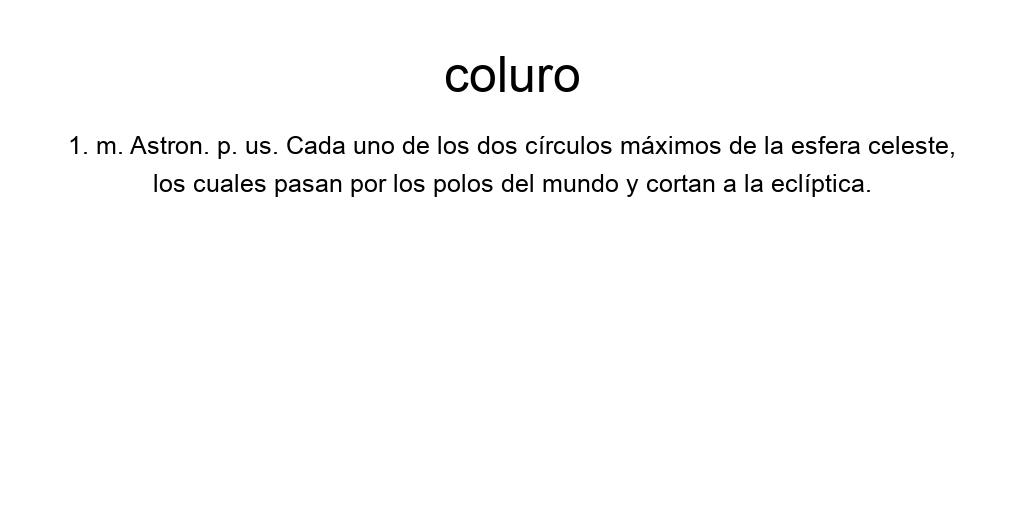 coluro
1. m. Astron. p. us. Cada uno de los dos círculos máximos de la esfera celeste,
los cuales pasan por los polos del mundo y cortan a la eclíptica.